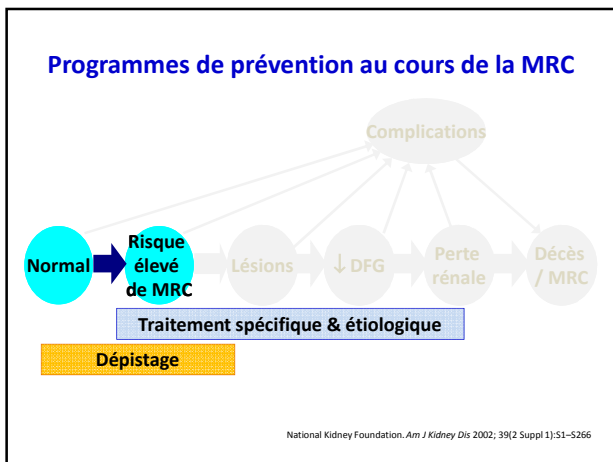 Programmes de prévention au cours de la MRC
Complications
Normal
Risque
élevé
de MRC
Lésions
↓ DFG
Perte
rénale
Décès
/ MRC
Traitement spécifique & étiologique
Dépistage
National Kidney Foundation. Am J Kidney Dis 2002; 39(2 Suppl 1):S1–S266